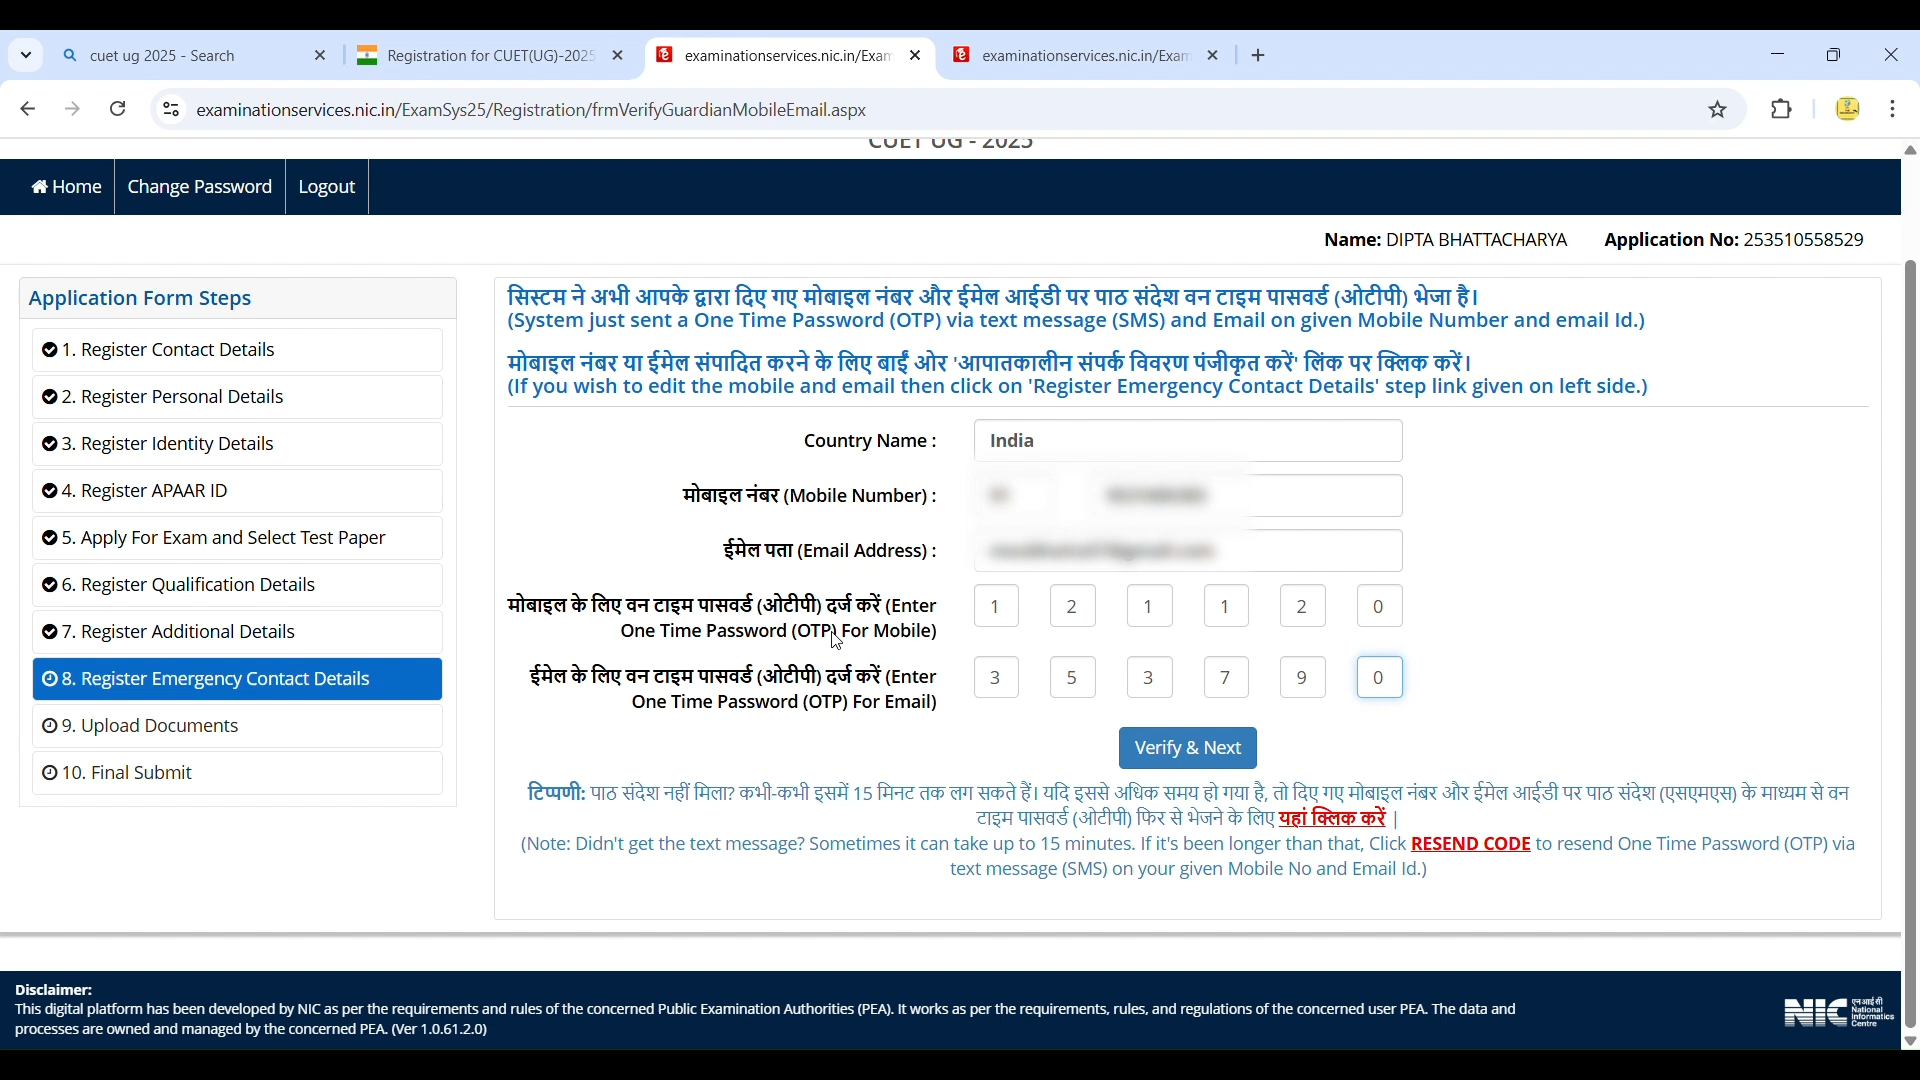 cuet ug 2025 - Search
Registration for CUET(UG)-2025
examinationservices.nic.in/Exam
examinationservices.nic.in/Exam
examinationservices.nic.in/ExamSys25/Registration/frmVerifyGuardianMobileEmail.aspx
CUET UG - 2025
Home
Change Password
Logout
Name: DIPTA BHATTACHARYA Application No: 253510558529
Application Form Steps
1. Register Contact Details
2. Register Personal Details
3. Register Identity Details
4. Register APAAR ID
5. Apply For Exam and Select Test Paper
6. Register Qualification Details
7. Register Additional Details
8. Register Emergency Contact Details
9. Upload Documents
10. Final Submit
सिस्टम ने अभी आपके द्वारा दिए गए मोबाइल नंबर और ईमेल आईडी पर पाठ संदेश वन टाइम पासवर्ड (ओटीपी) भेजा है।
(System just sent a One Time Password (OTP) via text message (SMS) and Email on given Mobile Number and email Id.)
मोबाइल नंबर या ईमेल संपादित करने के लिए बाईं ओर 'आपातकालीन संपर्क विवरण पंजीकृत करें' लिंक पर क्लिक करें।
(If you wish to edit the mobile and email then click on 'Register Emergency Contact Details' step link given on left side.)
Country Name : India
मोबाइल नंबर (Mobile Number) :
ईमेल पता (Email Address) :
मोबाइल के लिए वन टाइम पासवर्ड (ओटीपी) दर्ज करें (Enter
One Time Password (OTP) For Mobile)
1 2 1 1 2 0
ईमेल के लिए वन टाइम पासवर्ड (ओटीपी) दर्ज करें (Enter
One Time Password (OTP) For Email)
3 5 3 7 9 0
Verify & Next
टिप्पणी: पाठ संदेश नहीं मिला? कभी-कभी इसमें 15 मिनट तक लग सकते हैं। यदि इससे अधिक समय हो गया है, तो दिए गए मोबाइल नंबर और ईमेल आईडी पर पाठ संदेश (एसएमएस) के माध्यम से वन
टाइम पासवर्ड (ओटीपी) फिर से भेजने के लिए यहां क्लिक करें |
(Note: Didn't get the text message? Sometimes it can take up to 15 minutes. If it's been longer than that, Click RESEND CODE to resend One Time Password (OTP) via
text message (SMS) on your given Mobile No and Email Id.)
Disclaimer:
This digital platform has been developed by NIC as per the requirements and rules of the concerned Public Examination Authorities (PEA). It works as per the requirements, rules, and regulations of the concerned user PEA. The data and
processes are owned and managed by the concerned PEA. (Ver 1.0.61.2.0)
NIC
एन आई सी
National
Informatics
Centre